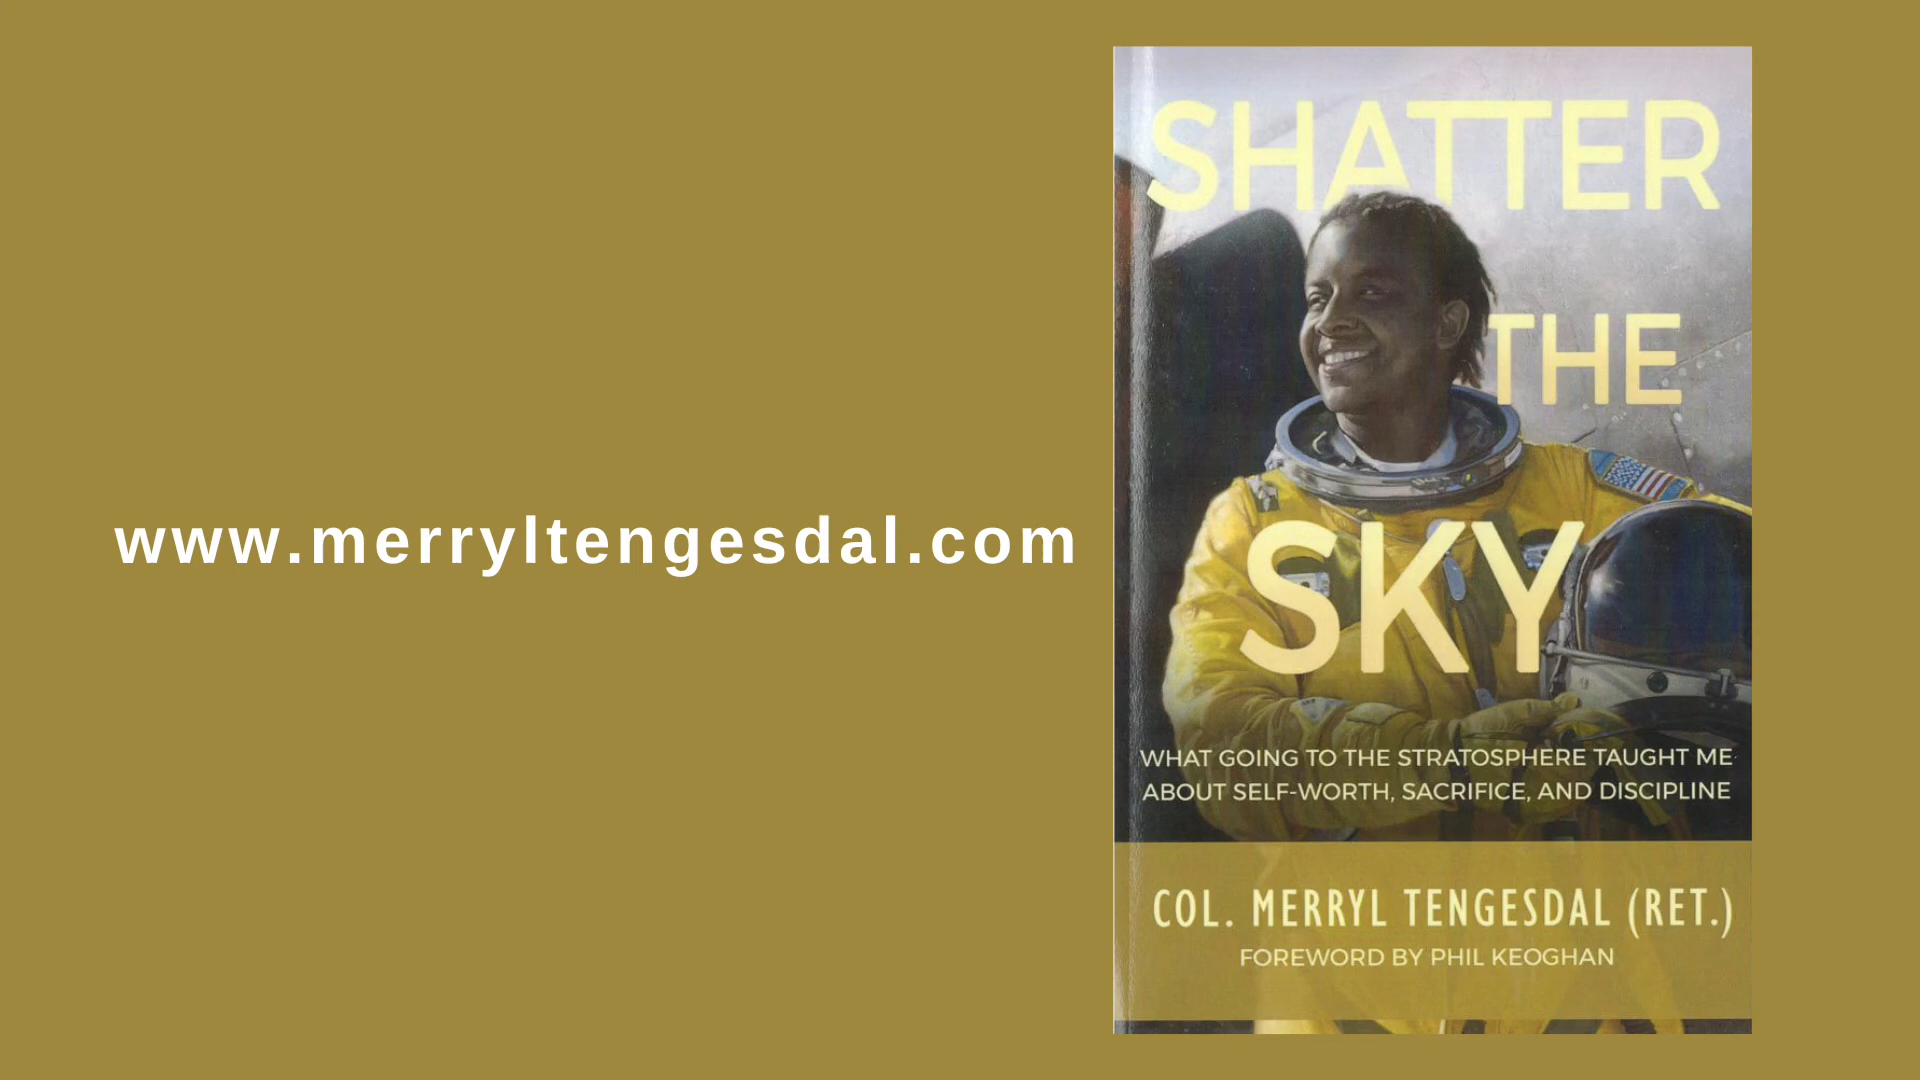 www.merryltengesdal.com
SHATTER
THE
SKY
WHAT GOING TO THE STRATOSPHERE TAUGHT ME
ABOUT SELF-WORTH, SACRIFICE, AND DISCIPLINE
COL. MERRYL TENGESDAL (RET.)
FOREWORD BY PHIL KEOGHAN